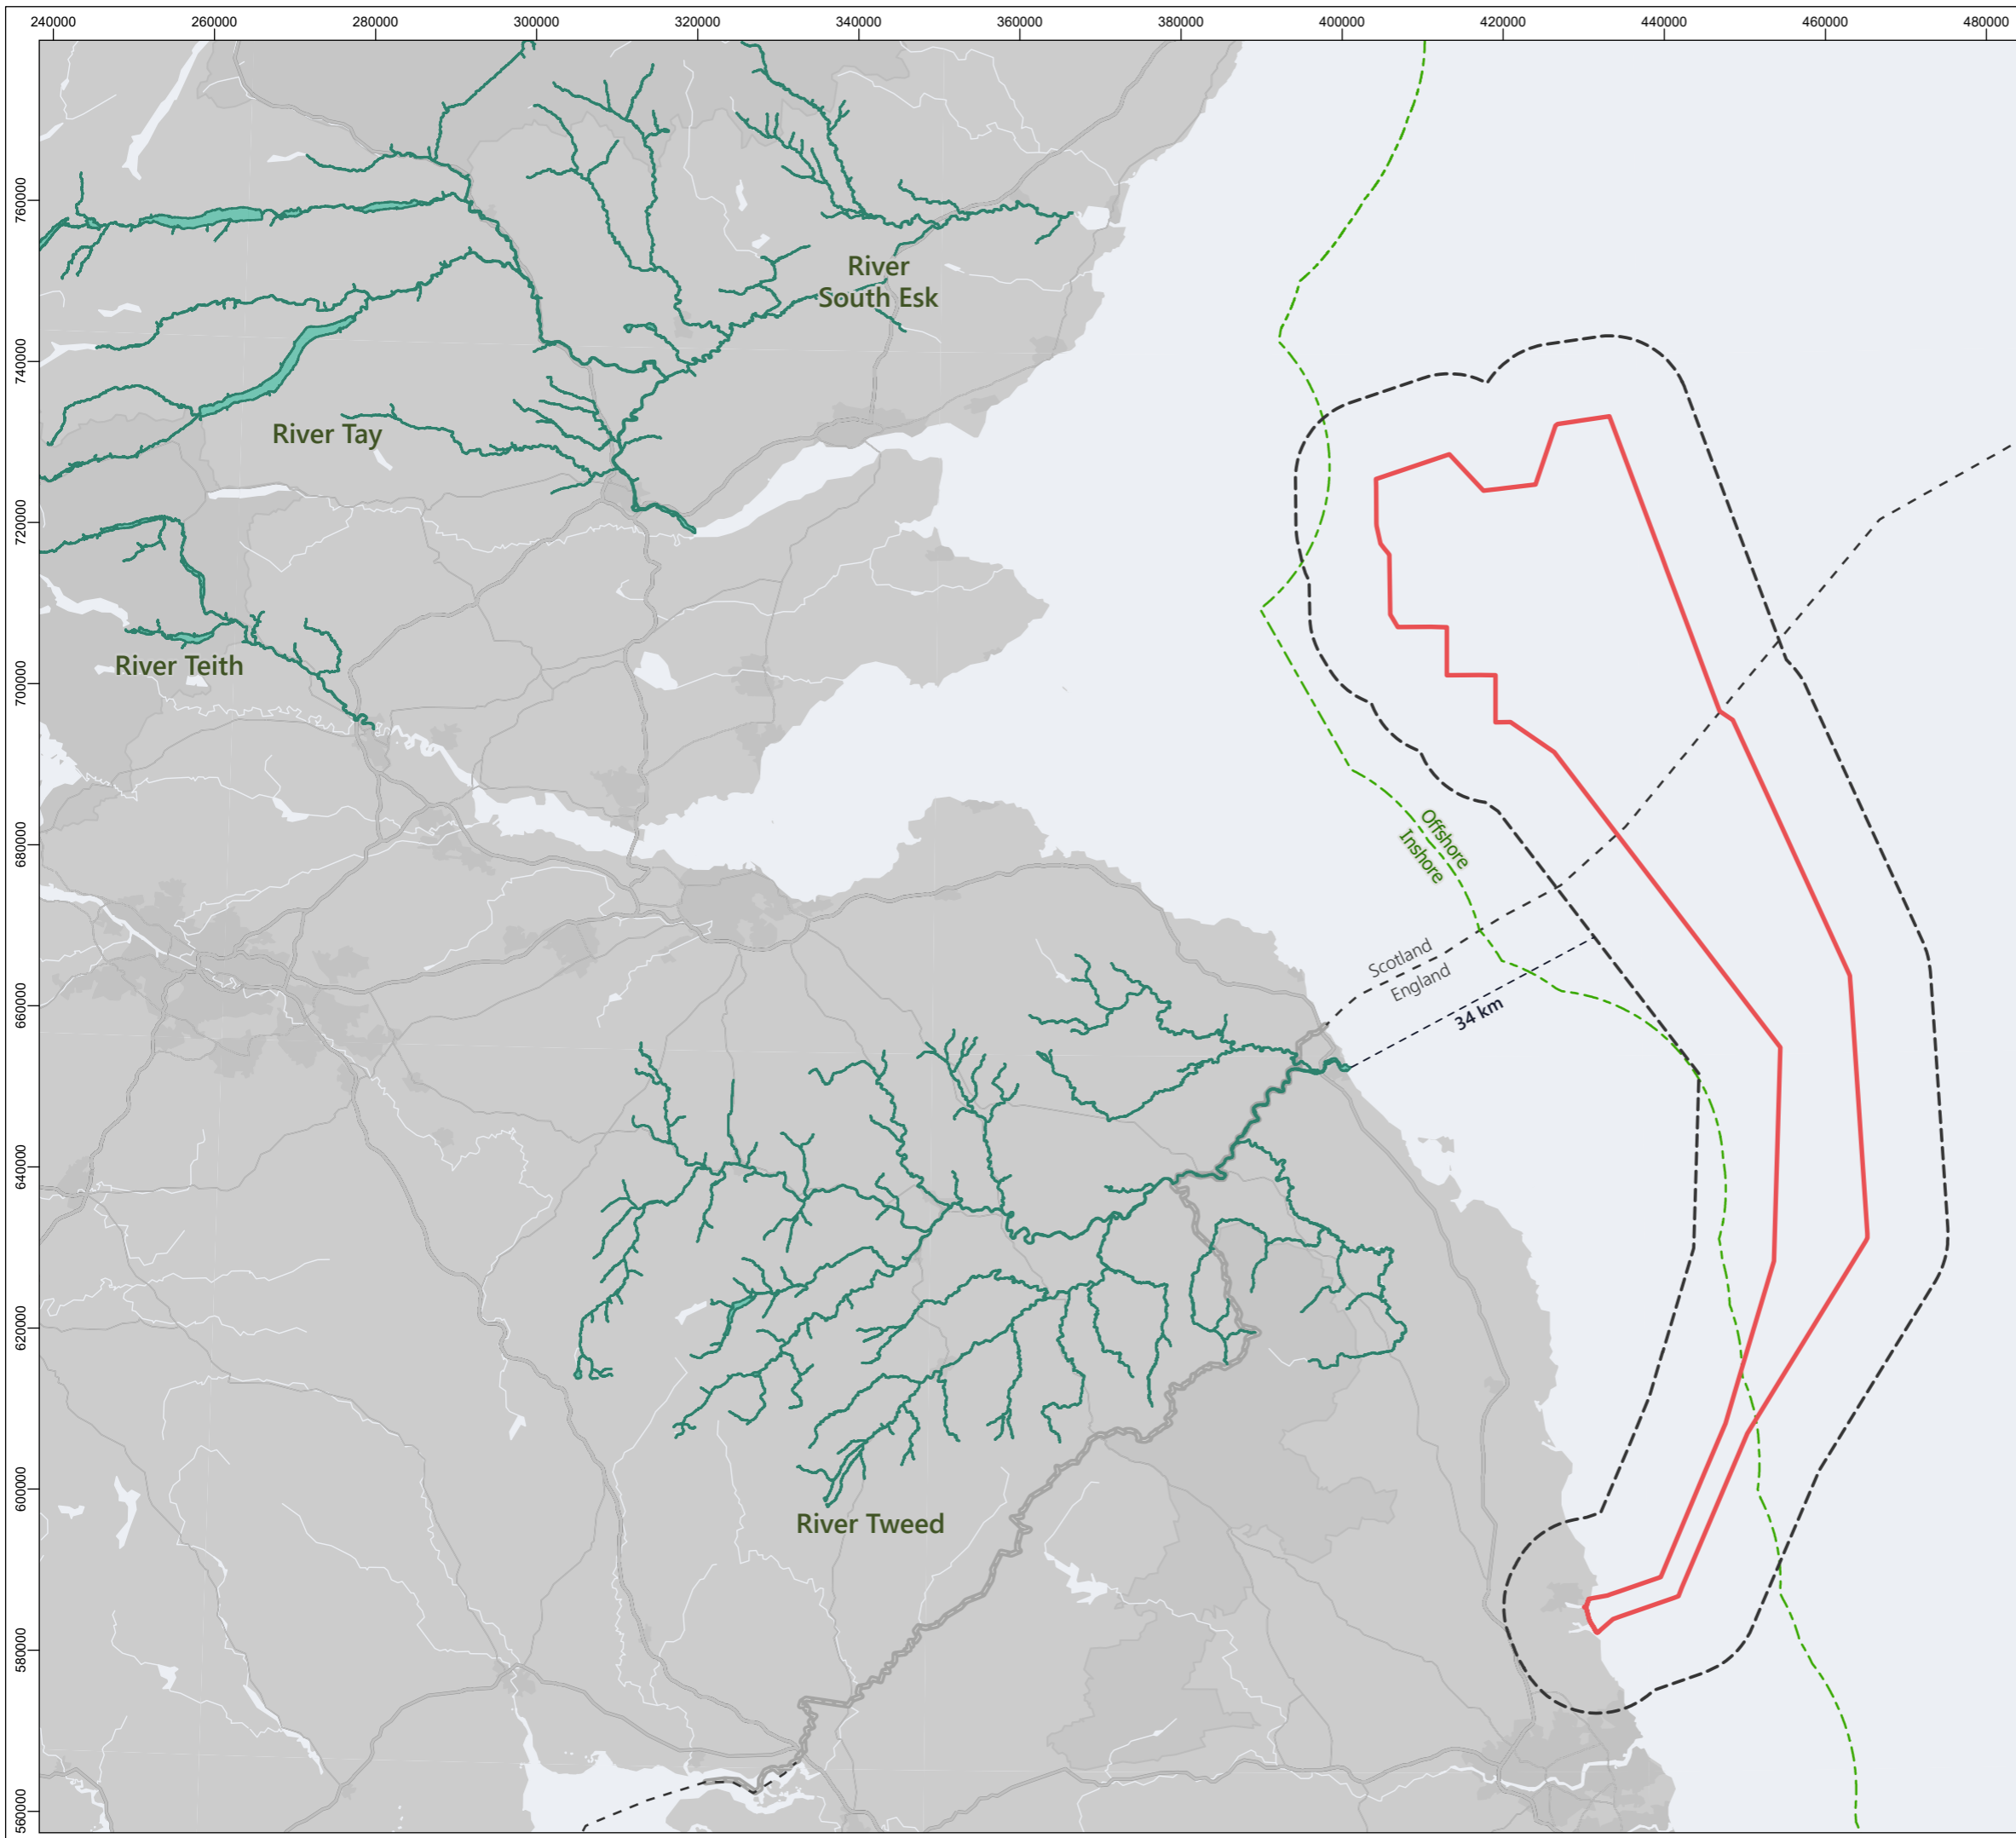 240000 260000 280000 300000 320000 340000 360000 380000 400000 420000 440000 460000 480000
760000
740000
720000
700000
680000
660000
640000
620000
600000
580000
560000
River
South Esk
River Tay
River Teith
Offshore
Inshore
Scotland
England
34 km
River Tweed